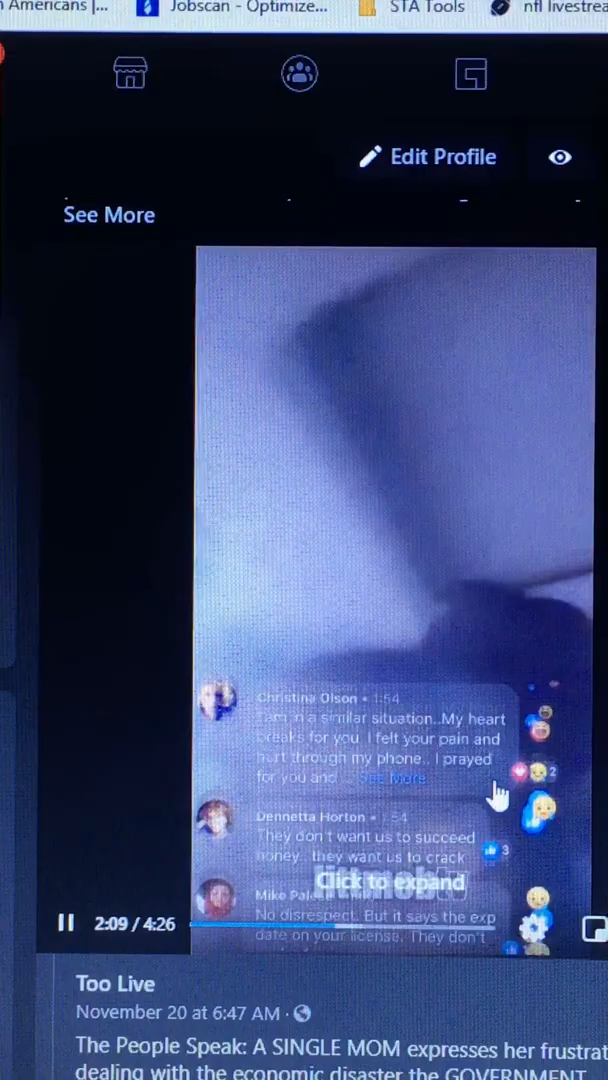 Americans |...
Jobscan - Optimize...
STA Tools
nfl livestrea
Edit Profile
See More
Christina Olson • 1:54
I am in a similar situation..My heart
breaks for you. I felt your pain and
hurt through my phone.. I prayed
for you and ... See More
2
Dennetta Horton • 1:54
They don't want us to succeed
honey.. they want us to crack
3
Click to expand
Mike
No disrespect. But it says the exp
date on your license. They don't
2:09 / 4:26
Too Live
November 20 at 6:47 AM ·
The People Speak: A SINGLE MOM expresses her frustrat
dealing with the economic disaster the GOVERNMENT